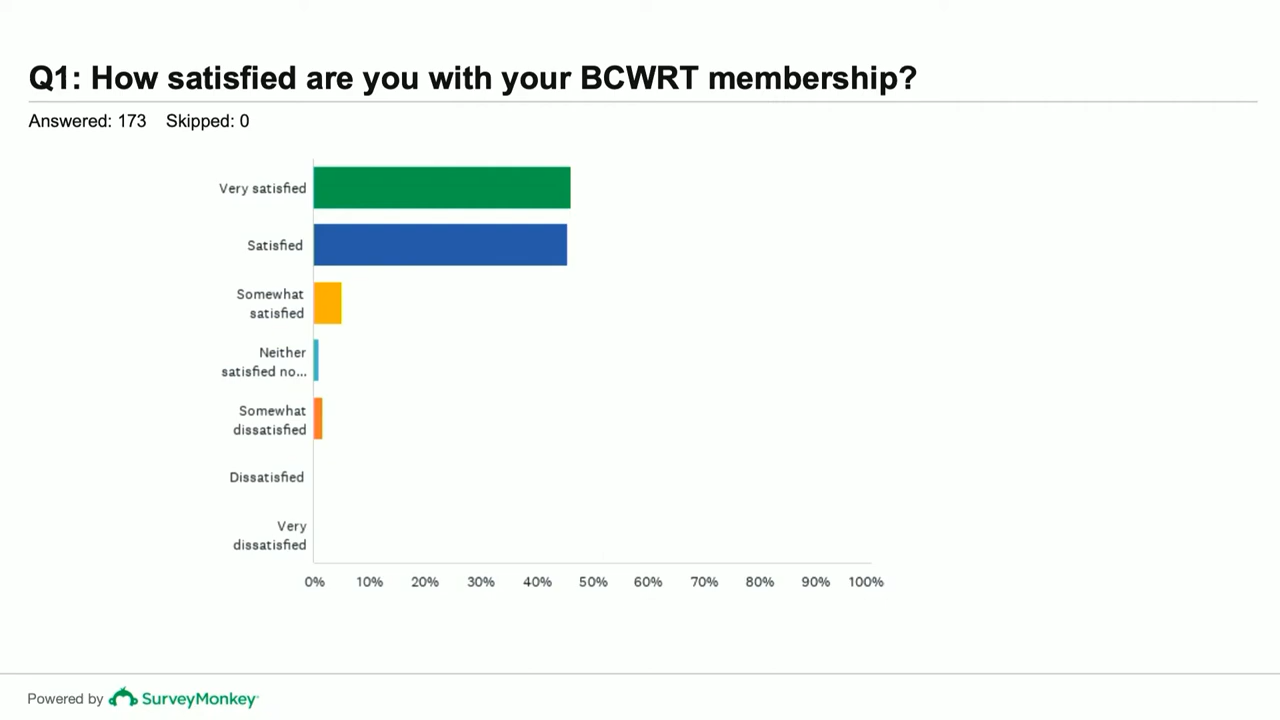 Q1: How satisfied are you with your BCWRT membership?
Answered: 173 Skipped: 0
Very satisfied
Satisfied
Somewhat
satisfied
Neither
satisfied no...
Somewhat
dissatisfied
Dissatisfied
Very
dissatisfied
0% 10% 20% 30% 40% 50% 60% 70% 80% 90% 100%
Powered by SurveyMonkey